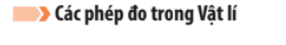 Các phép đo trong Vật lí